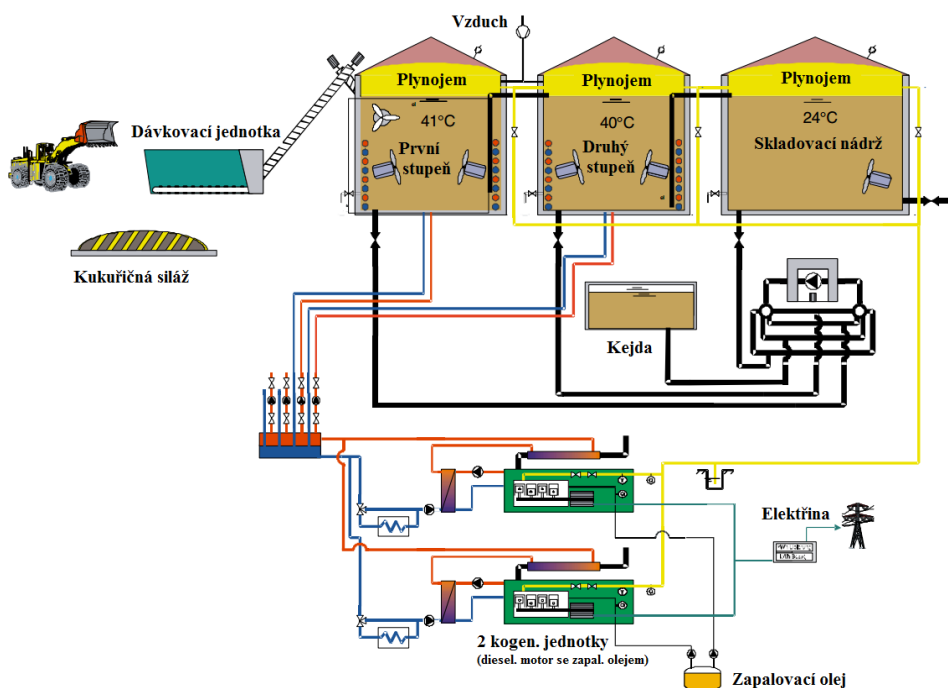 Vzduch
Plynojem
Plynojem
Plynojem
Dávkovací jednotka
41°C
40°C
24°C
První
stupeň
Druhý
stupeň
Skladovací nádrž
Kukuřičná siláž
Kejda
Elektřina
2 kogen. jednotky
(diesel. motor se zapal. olejem)
Zapalovací olej